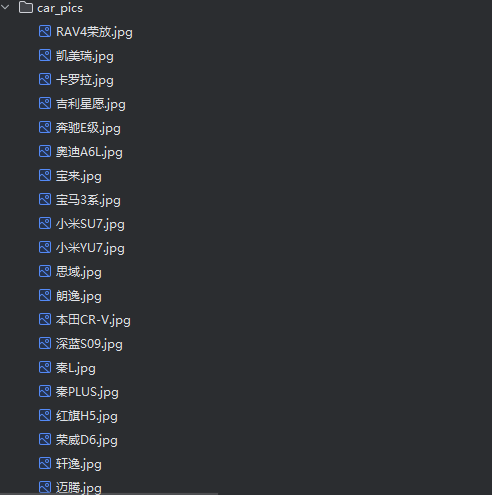 car_pics
RAV4荣放.jpg
凯美瑞.jpg
卡罗拉.jpg
吉利星愿.jpg
奔驰E级.jpg
奥迪A6L.jpg
宝来.jpg
宝马3系.jpg
小米SU7.jpg
小米YU7.jpg
思域.jpg
朗逸.jpg
本田CR-V.jpg
深蓝S09.jpg
秦L.jpg
秦PLUS.jpg
红旗H5.jpg
荣威D6.jpg
轩逸.jpg
迈腾.jpg